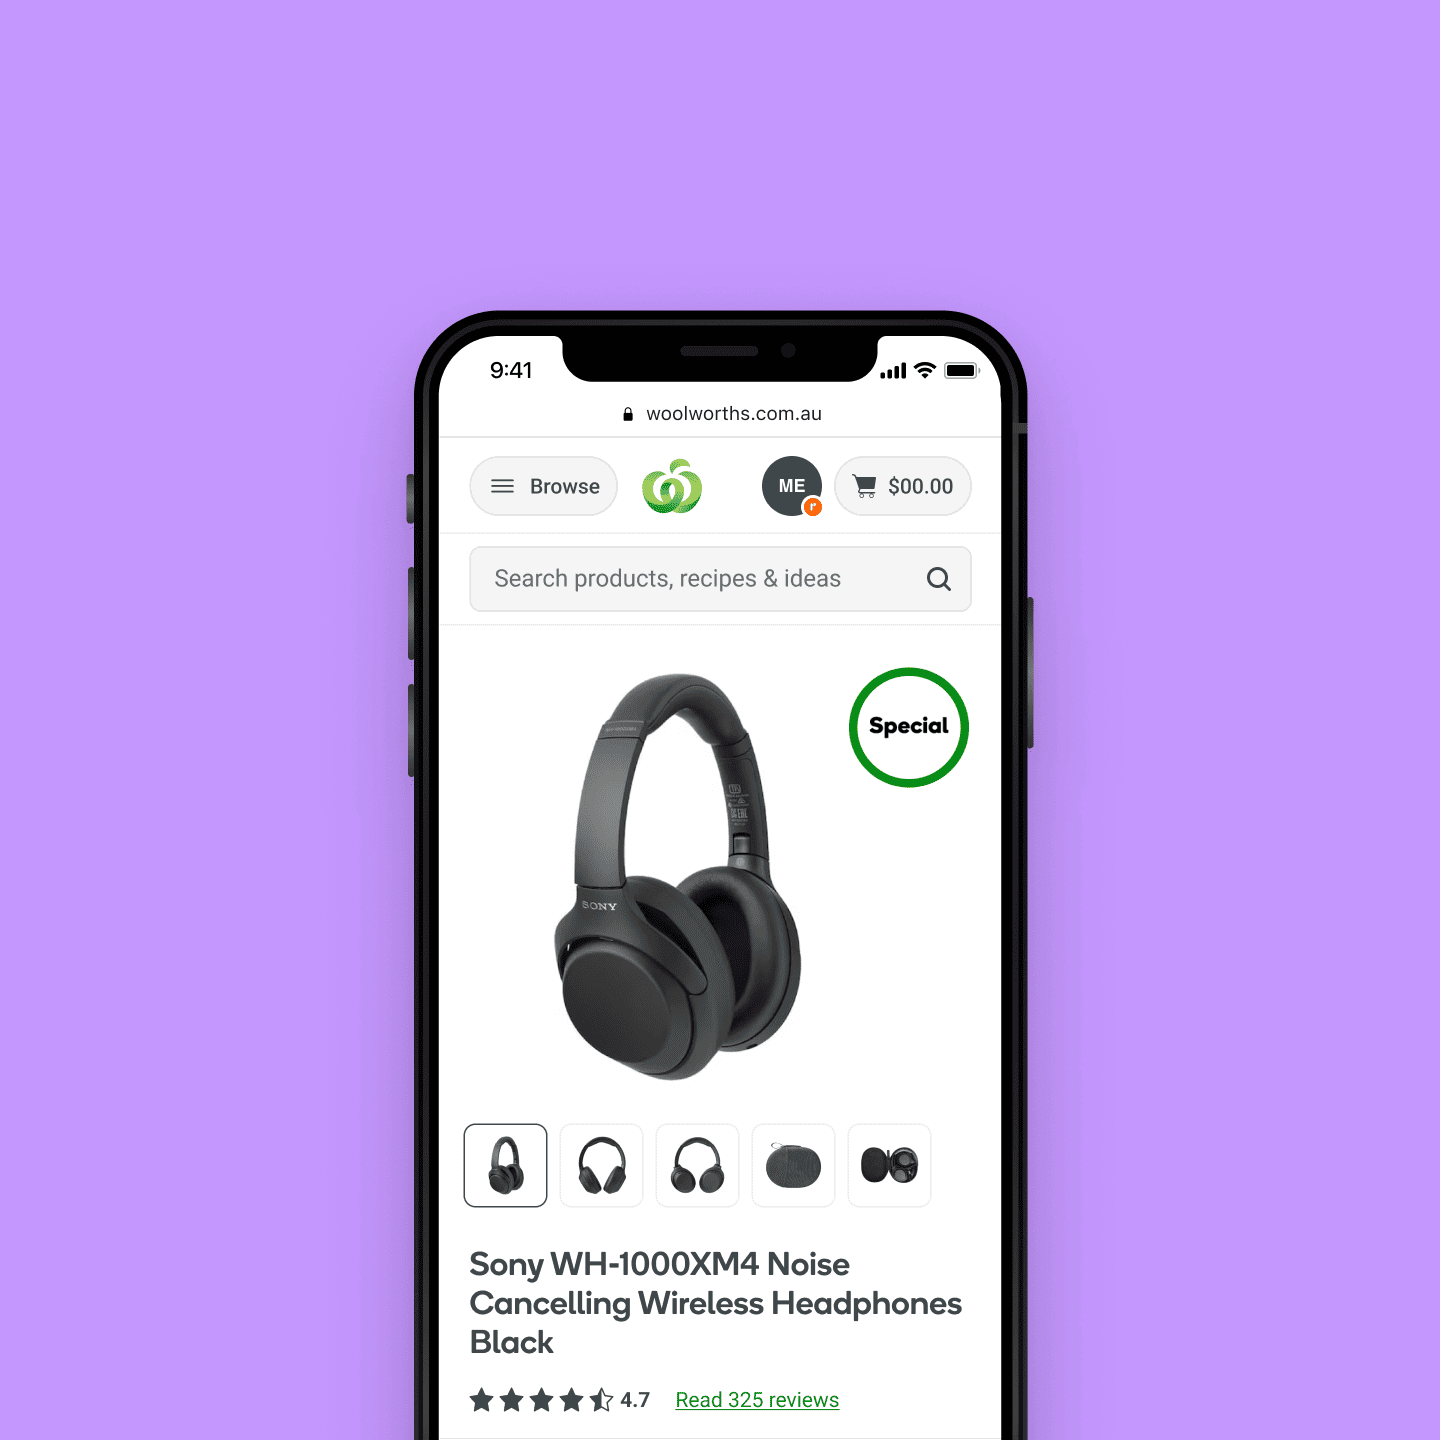 9:41
woolworths.com.au
Browse
ME
r
$00.00
Search products, recipes & ideas
Special
SONY
Sony WH-1000XM4 Noise
Cancelling Wireless Headphones
Black
4.7
Read 325 reviews